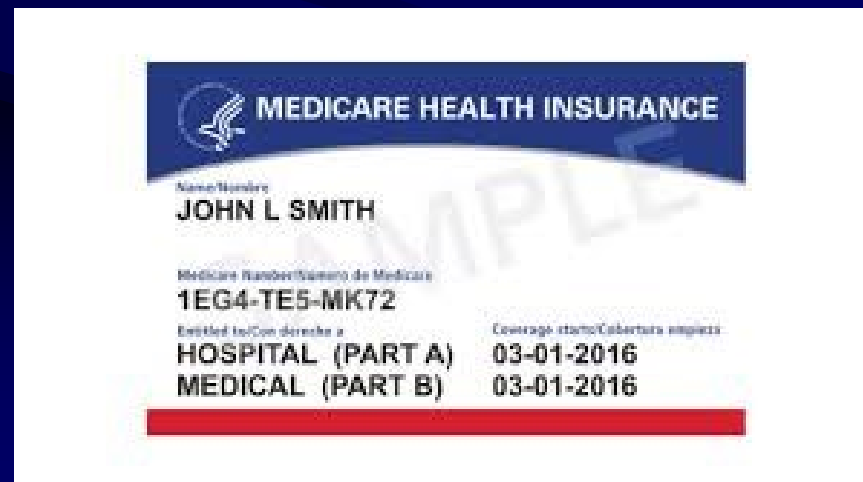 MEDICARE HEALTH INSURANCE
Name/Nombre
JOHN L SMITH
Medicare Number/Número de Medicare
1EG4-TE5-MK72
Entitled to/Con derecho a Coverage starts/Cobertura empieza
HOSPITAL (PART A) 03-01-2016
MEDICAL (PART B) 03-01-2016
SAMPLE